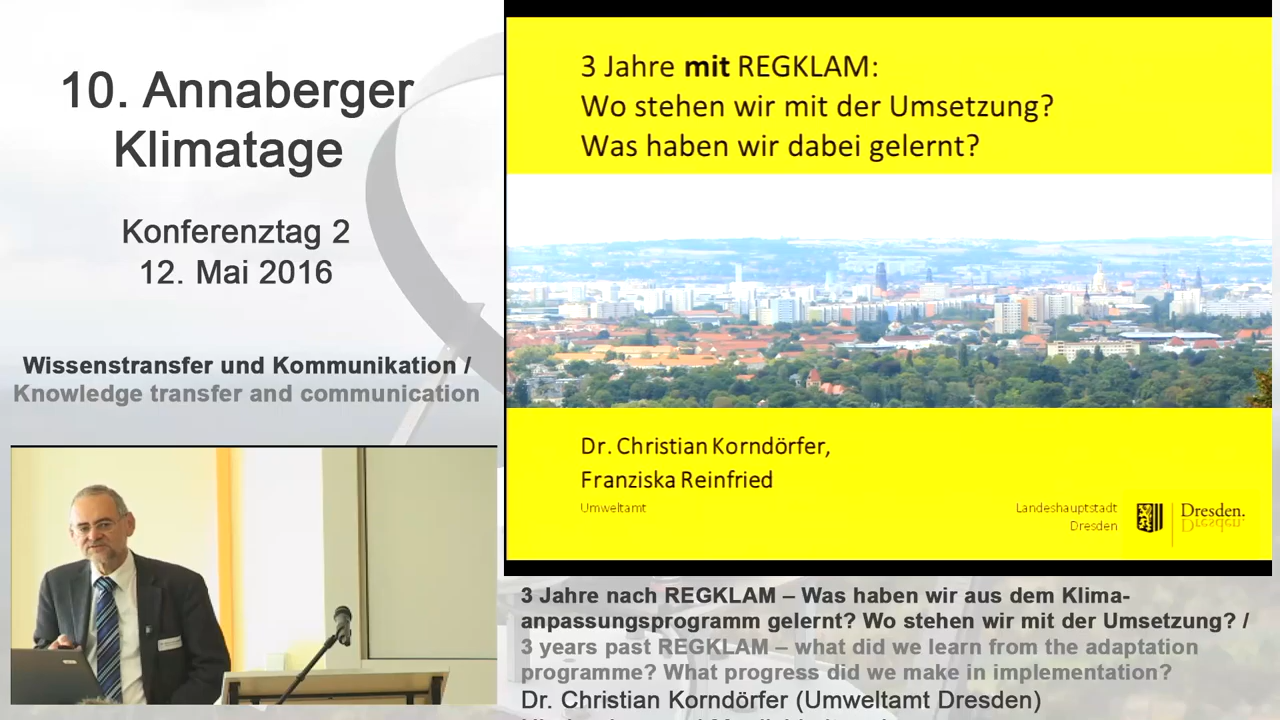 10. Annaberger
Klimatage
Konferenztag 2
12. Mai 2016
Wissenstransfer und Kommunikation /
Knowledge transfer and communication
3 Jahre mit REGKLAM:
Wo stehen wir mit der Umsetzung?
Was haben wir dabei gelernt?
Dr. Christian Korndörfer,
Franziska Reinfried
Umweltamt
Landeshauptstadt
Dresden
Dresden.
Dresden.
3 Jahre nach REGKLAM – Was haben wir aus dem Klima-
anpassungsprogramm gelernt? Wo stehen wir mit der Umsetzung? /
3 years past REGKLAM – what did we learn from the adaptation
programme? What progress did we make in implementation?
Dr. Christian Korndörfer (Umweltamt Dresden)